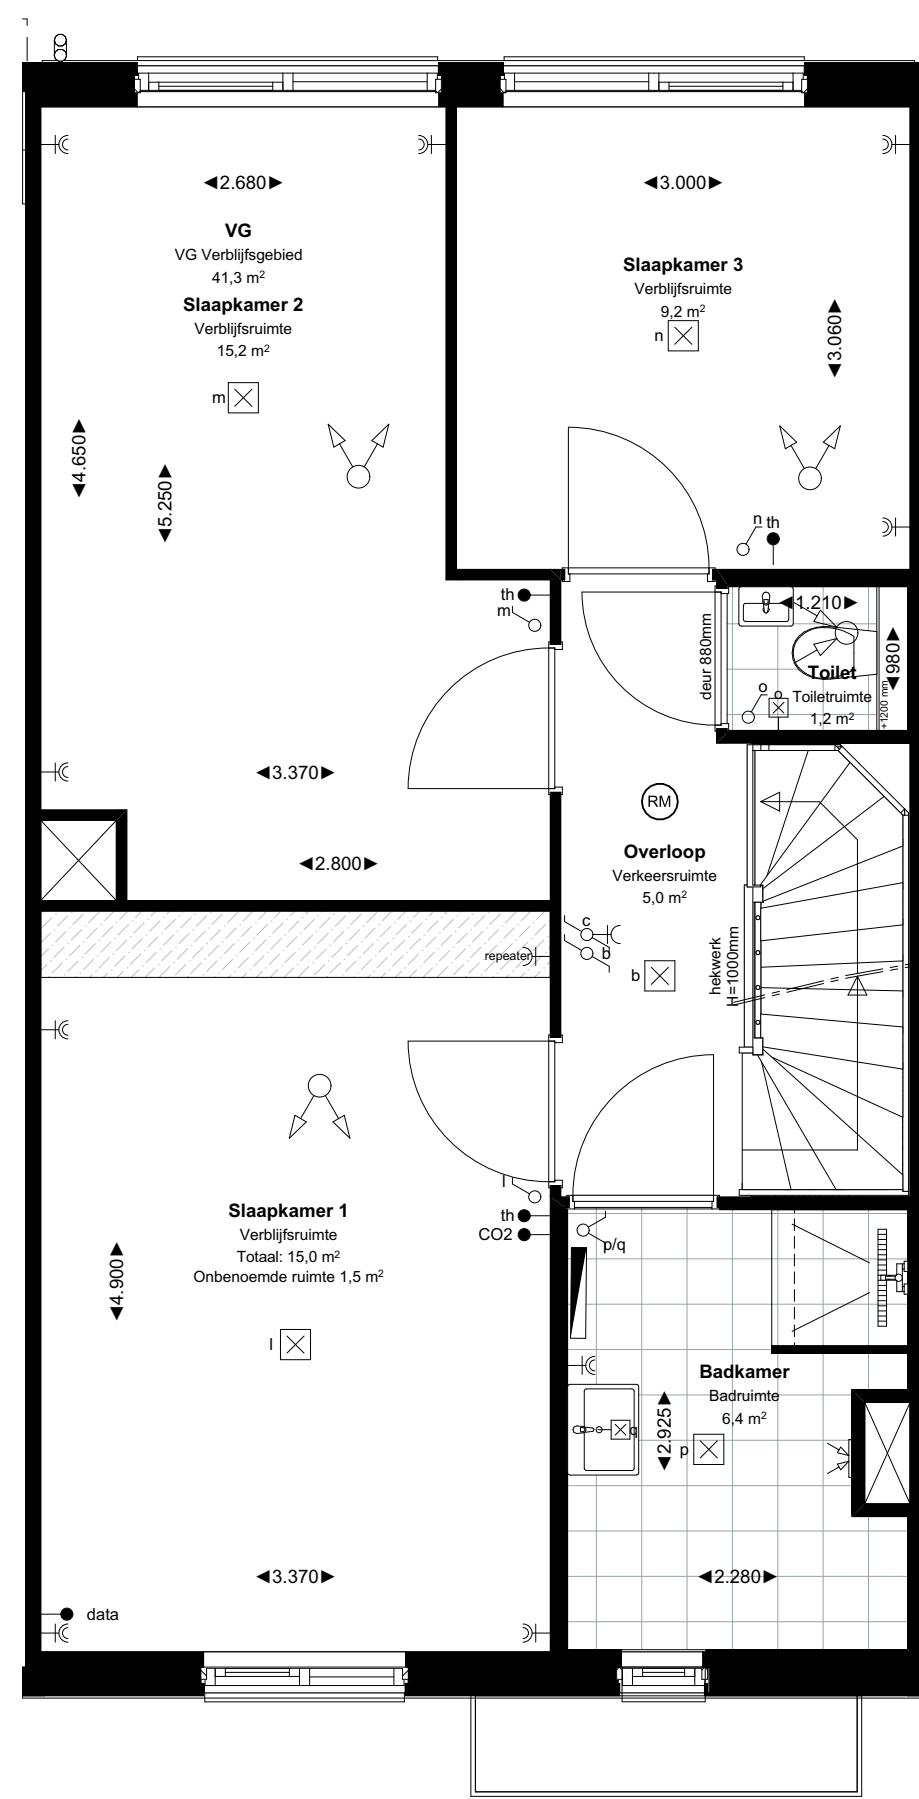 2.680
3.000
VG
VG Verblijfsgebied
41,3 m²
Slaapkamer 2
Verblijfsruimte
15,2 m²
m
Slaapkamer 3
Verblijfsruimte
9,2 m²
n
3.060
4.650
5.250
n th
th
m
deur 880mm
1.210
980
Toilet
Toiletruimte
1,2 m²
o
o
+1200 mm
3.370
2.800
RM
Overloop
Verkeersruimte
5,0 m²
c
b
b
hekwerk
H=1000mm
repeater
l
th
CO2
Slaapkamer 1
Verblijfsruimte
Totaal: 15,0 m²
Onbenoemde ruimte 1,5 m²
4.900
l
p/q
Badkamer
Badruimte
6,4 m²
2.925
q
p
3.370
2.280
data